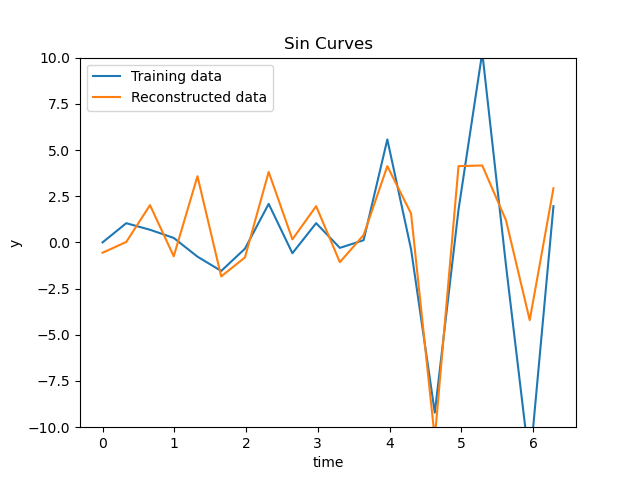 Sin Curves
Training data
Reconstructed data
10.0
7.5
5.0
2.5
0.0
−2.5
−5.0
−7.5
−10.0
y
0 1 2 3 4 5 6
time